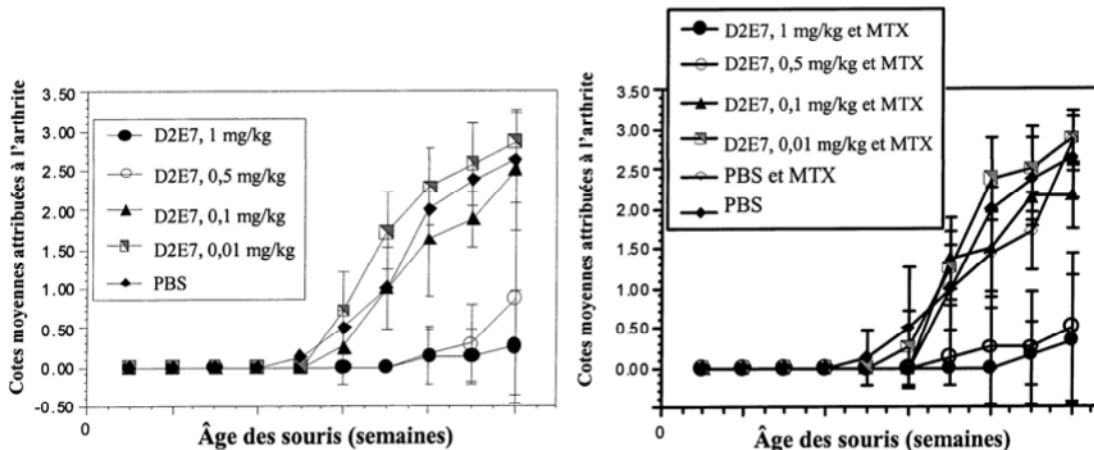 Cotes moyennes attribuées à l'arthrite
3.50
3.00
2.50
2.00
1.50
1.00
0.50
0.00
-0.50
D2E7, 1 mg/kg
D2E7, 0,5 mg/kg
D2E7, 0,1 mg/kg
D2E7, 0,01 mg/kg
PBS
0
Âge des souris (semaines)
Cotes moyennes attribuées à l'arthrite
3.50
3.00
2.50
2.00
1.50
1.00
0.50
0.00
D2E7, 1 mg/kg et MTX
D2E7, 0,5 mg/kg et MTX
D2E7, 0,1 mg/kg et MTX
D2E7, 0,01 mg/kg et MTX
PBS et MTX
PBS
0
Âge des souris (semaines)